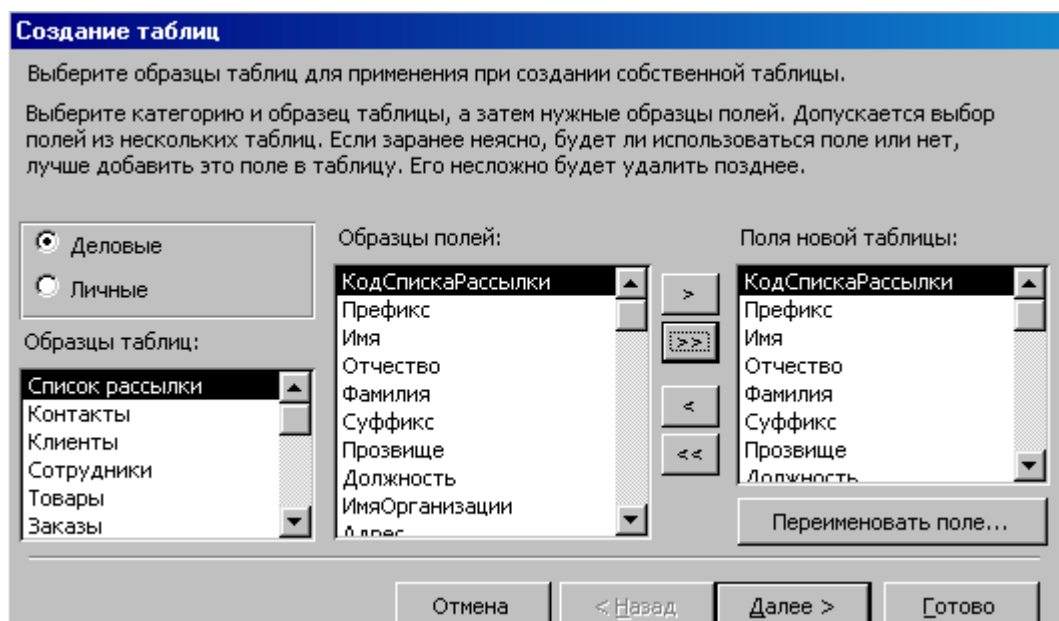 Создание таблиц
Выберите образцы таблиц для применения при создании собственной таблицы.
Выберите категорию и образец таблицы, а затем нужные образцы полей. Допускается выбор
полей из нескольких таблиц. Если заранее неясно, будет ли использоваться поле или нет,
лучше добавить это поле в таблицу. Его несложно будет удалить позднее.
Деловые
Личные
Образцы таблиц:
Список рассылки
Контакты
Клиенты
Сотрудники
Товары
Заказы
Образцы полей:
КодСпискаРассылки
Префикс
Имя
Отчество
Фамилия
Суффикс
Прозвище
Должность
ИмяОрганизации
Адрес
>
>>
<
<<
Поля новой таблицы:
КодСпискаРассылки
Префикс
Имя
Отчество
Фамилия
Суффикс
Прозвище
Должность
Переименовать поле...
Отмена
< Назад
Далее >
Готово